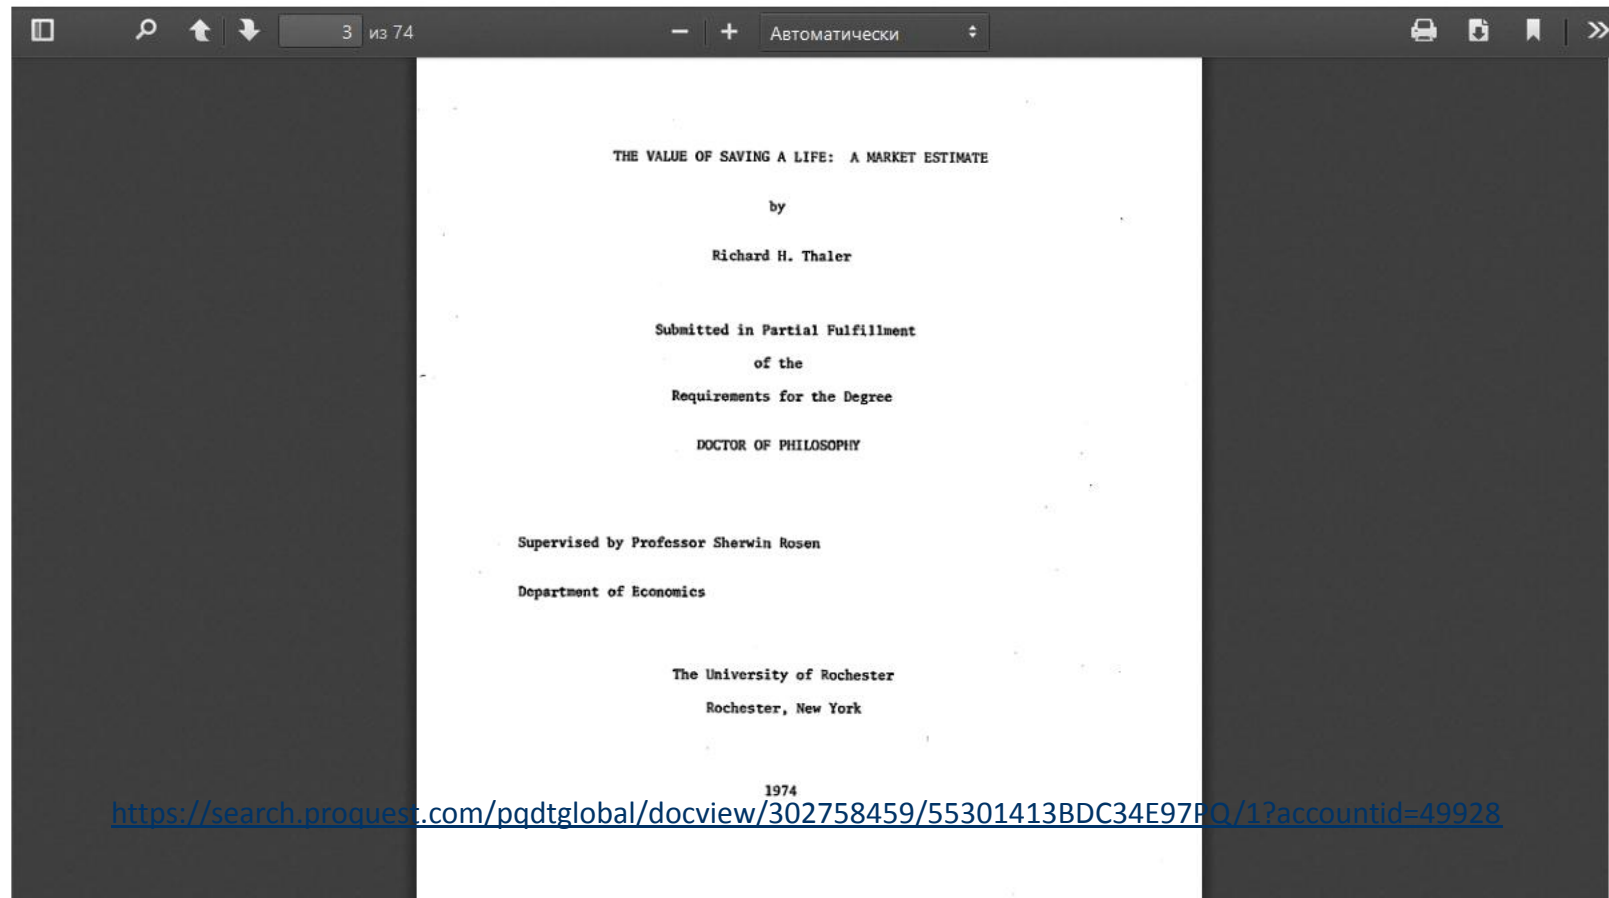 3 из 74
Автоматически
THE VALUE OF SAVING A LIFE: A MARKET ESTIMATE
by
Richard H. Thaler
Submitted in Partial Fulfillment
of the
Requirements for the Degree
DOCTOR OF PHILOSOPHY
Supervised by Professor Sherwin Rosen
Department of Economics
The University of Rochester
Rochester, New York
1974
https://search.proquest.com/pqdtglobal/docview/302758459/55301413BDC34E97PQ/1?accountid=49928